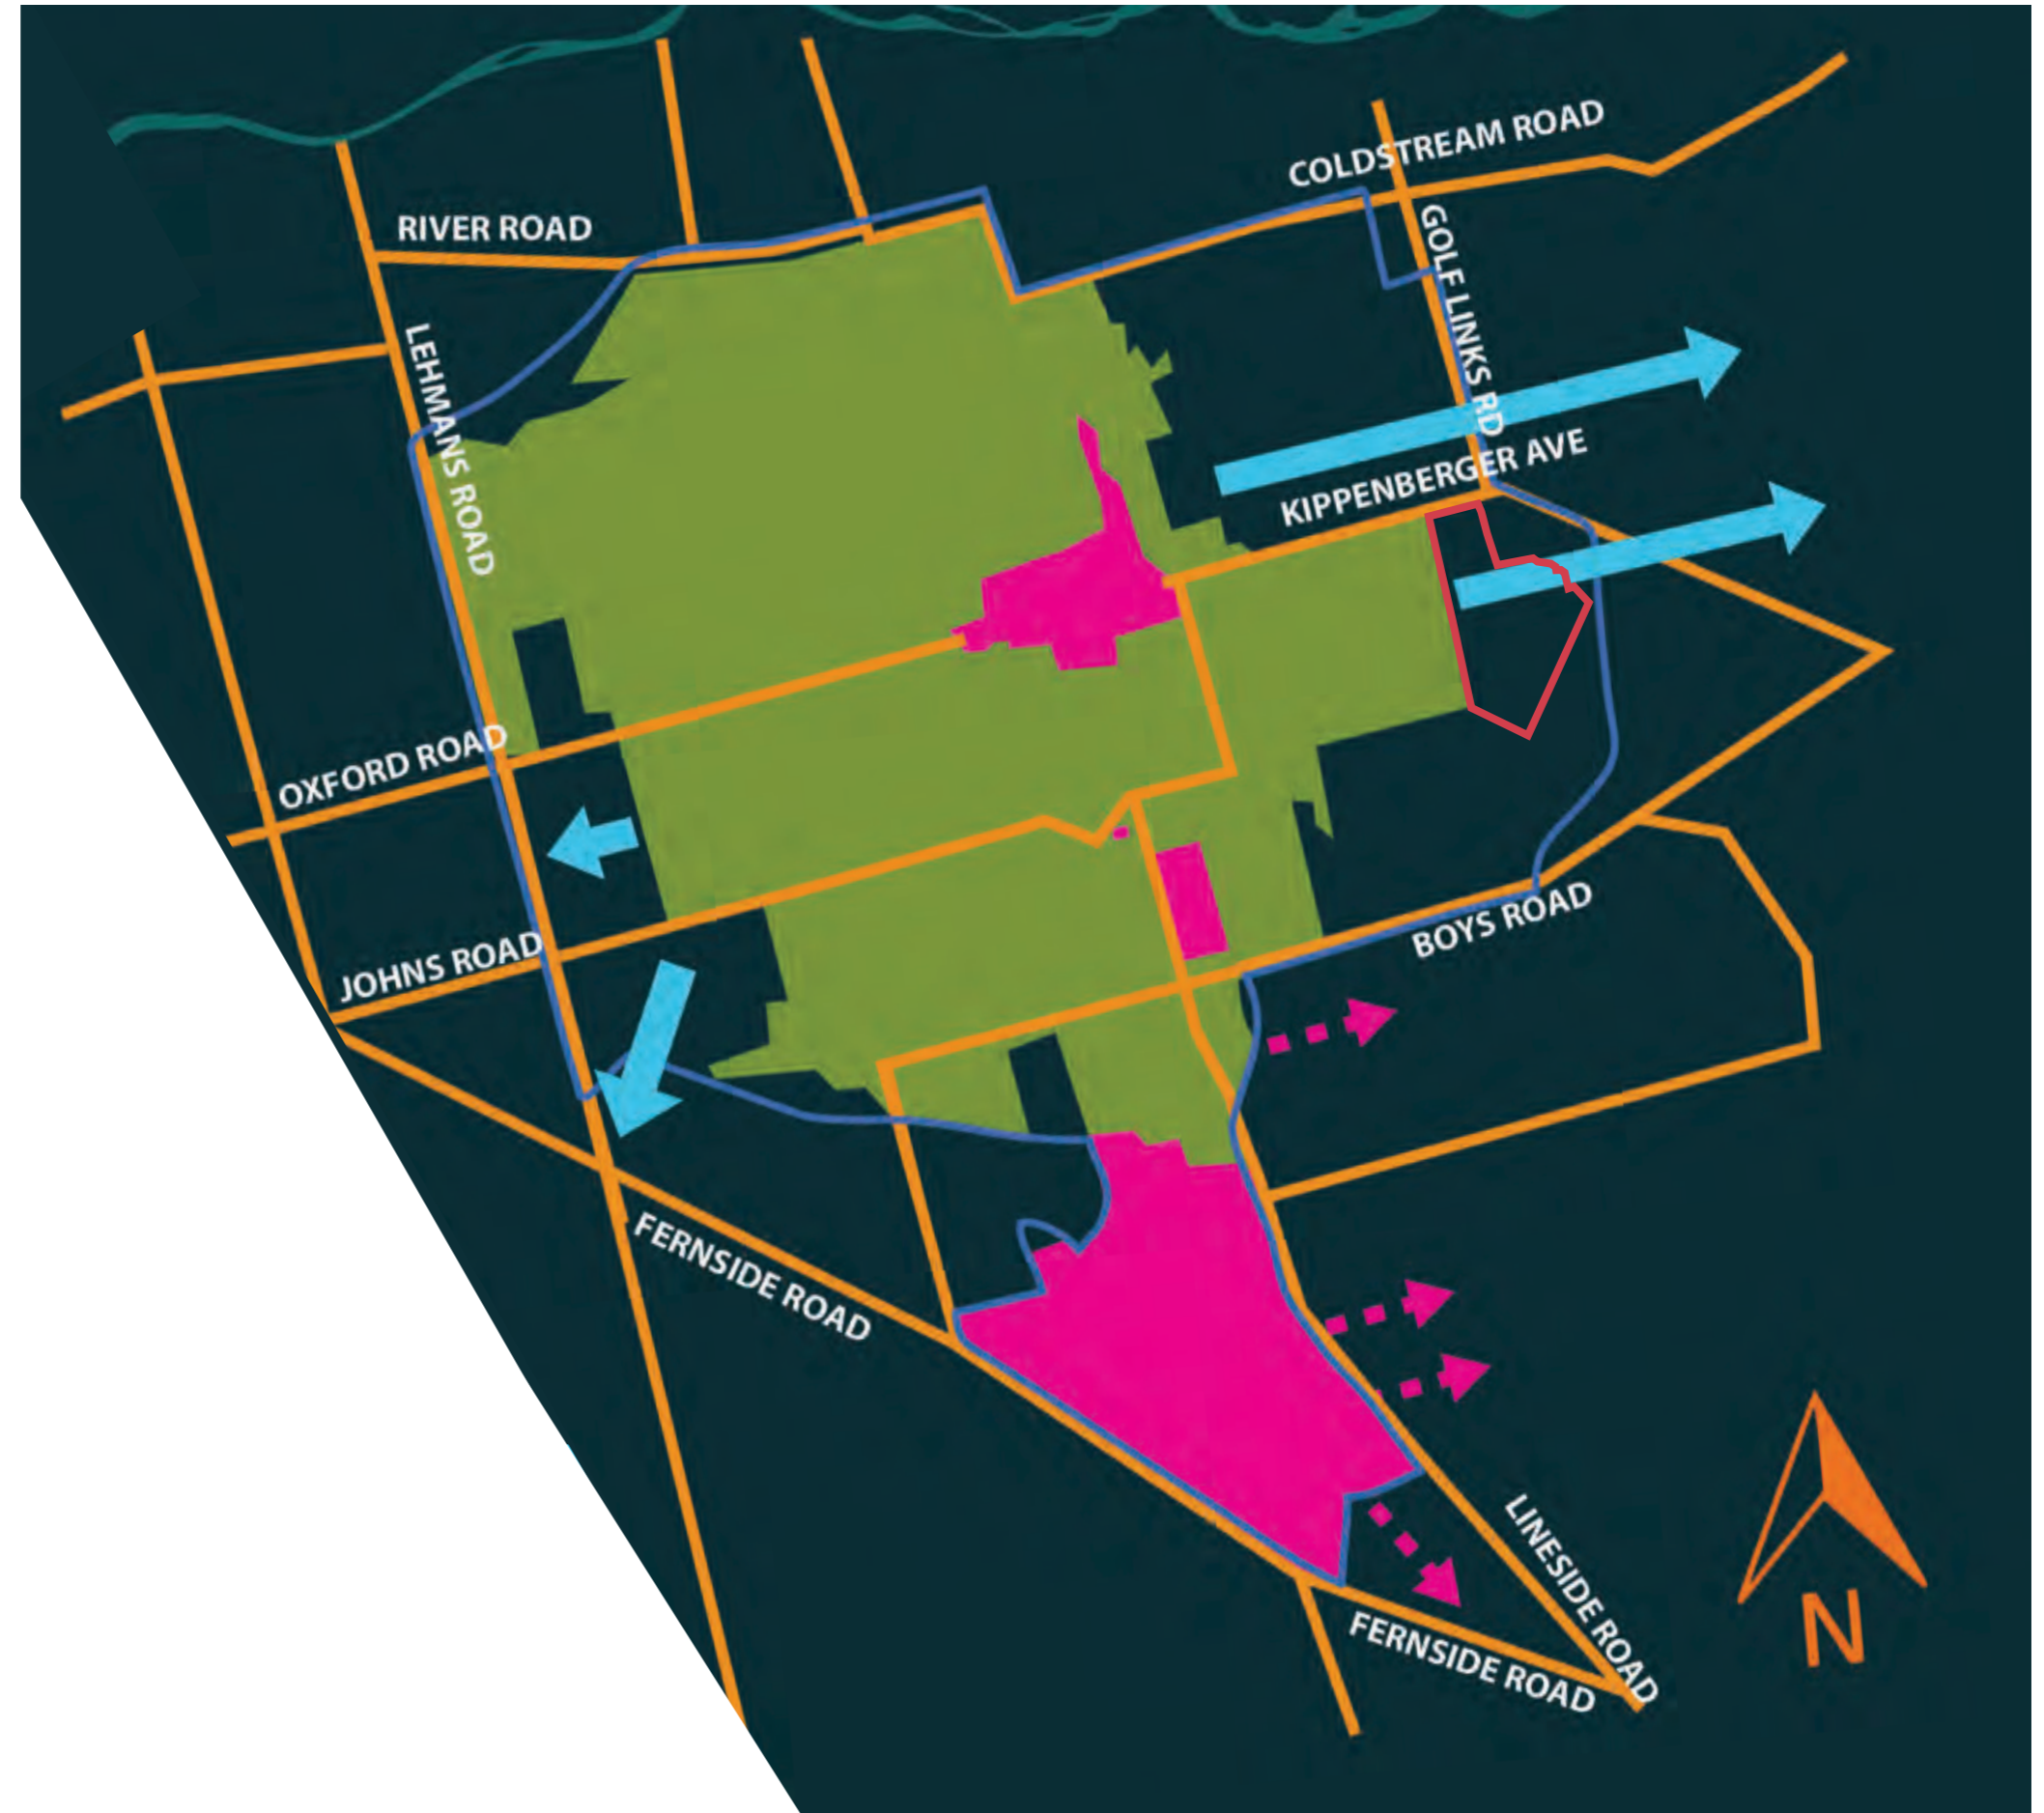 COLDSTREAM ROAD
RIVER ROAD
GOLF LINKS RD
LEHMANS ROAD
KIPPENBERGER AVE
OXFORD ROAD
BOYS ROAD
JOHNS ROAD
FERNSIDE ROAD
LINESIDE ROAD
FERNSIDE ROAD
N